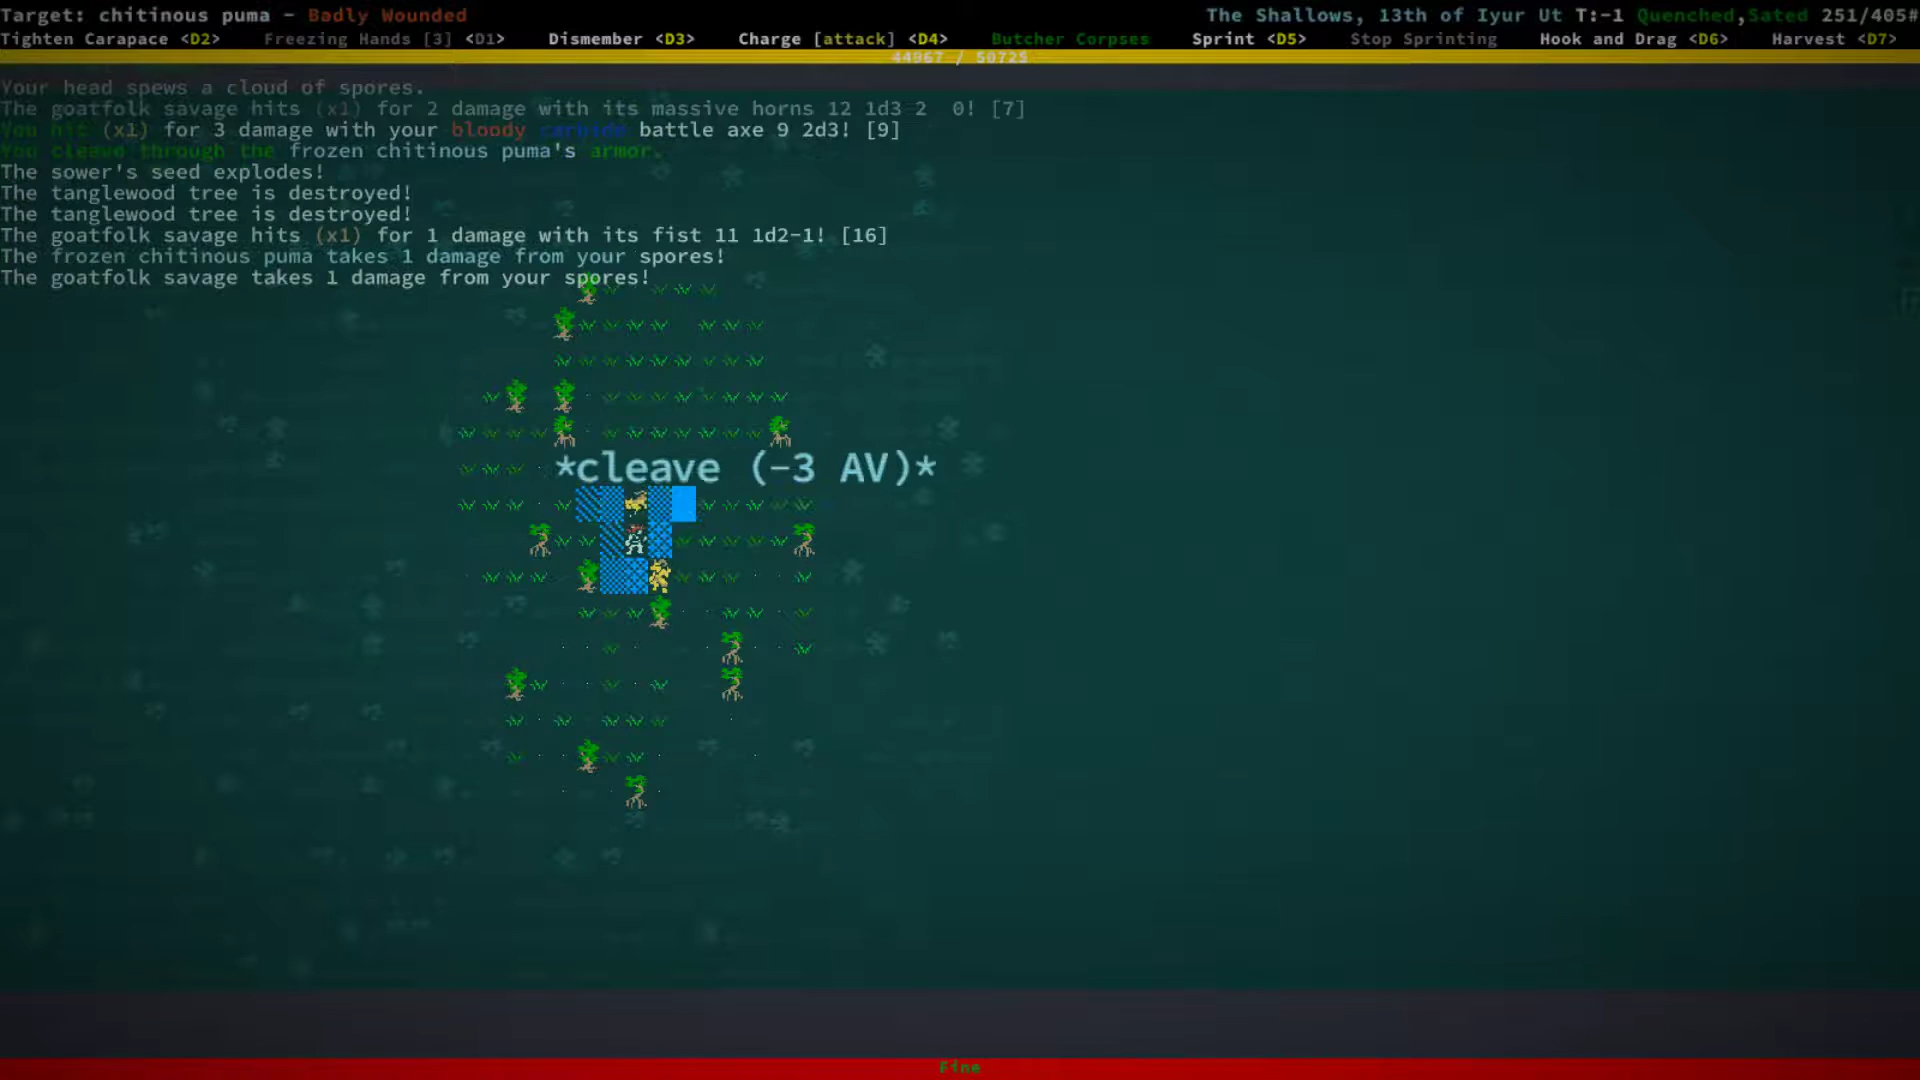 Target: chitinous puma - Badly Wounded
The Shallows, 13th of Iyur Ut T:-1 Quenched,Sated 251/405#
Tighten Carapace <D2> Freezing Hands [3] <D1> Dismember <D3> Charge [attack] <D4> Butcher Corpses Sprint <D5> Stop Sprinting Hook and Drag <D6> Harvest <D7>
44967 / 50725
Your head spews a cloud of spores.
The goatfolk savage hits (x1) for 2 damage with its massive horns 12 1d3 2 0! [7]
You hit (x1) for 3 damage with your bloody carbide battle axe 9 2d3! [9]
You cleave through the frozen chitinous puma's armor.
The sower's seed explodes!
The tanglewood tree is destroyed!
The tanglewood tree is destroyed!
The goatfolk savage hits (x1) for 1 damage with its fist 11 1d2-1! [16]
The frozen chitinous puma takes 1 damage from your spores!
The goatfolk savage takes 1 damage from your spores!
*cleave (-3 AV)*
Fine